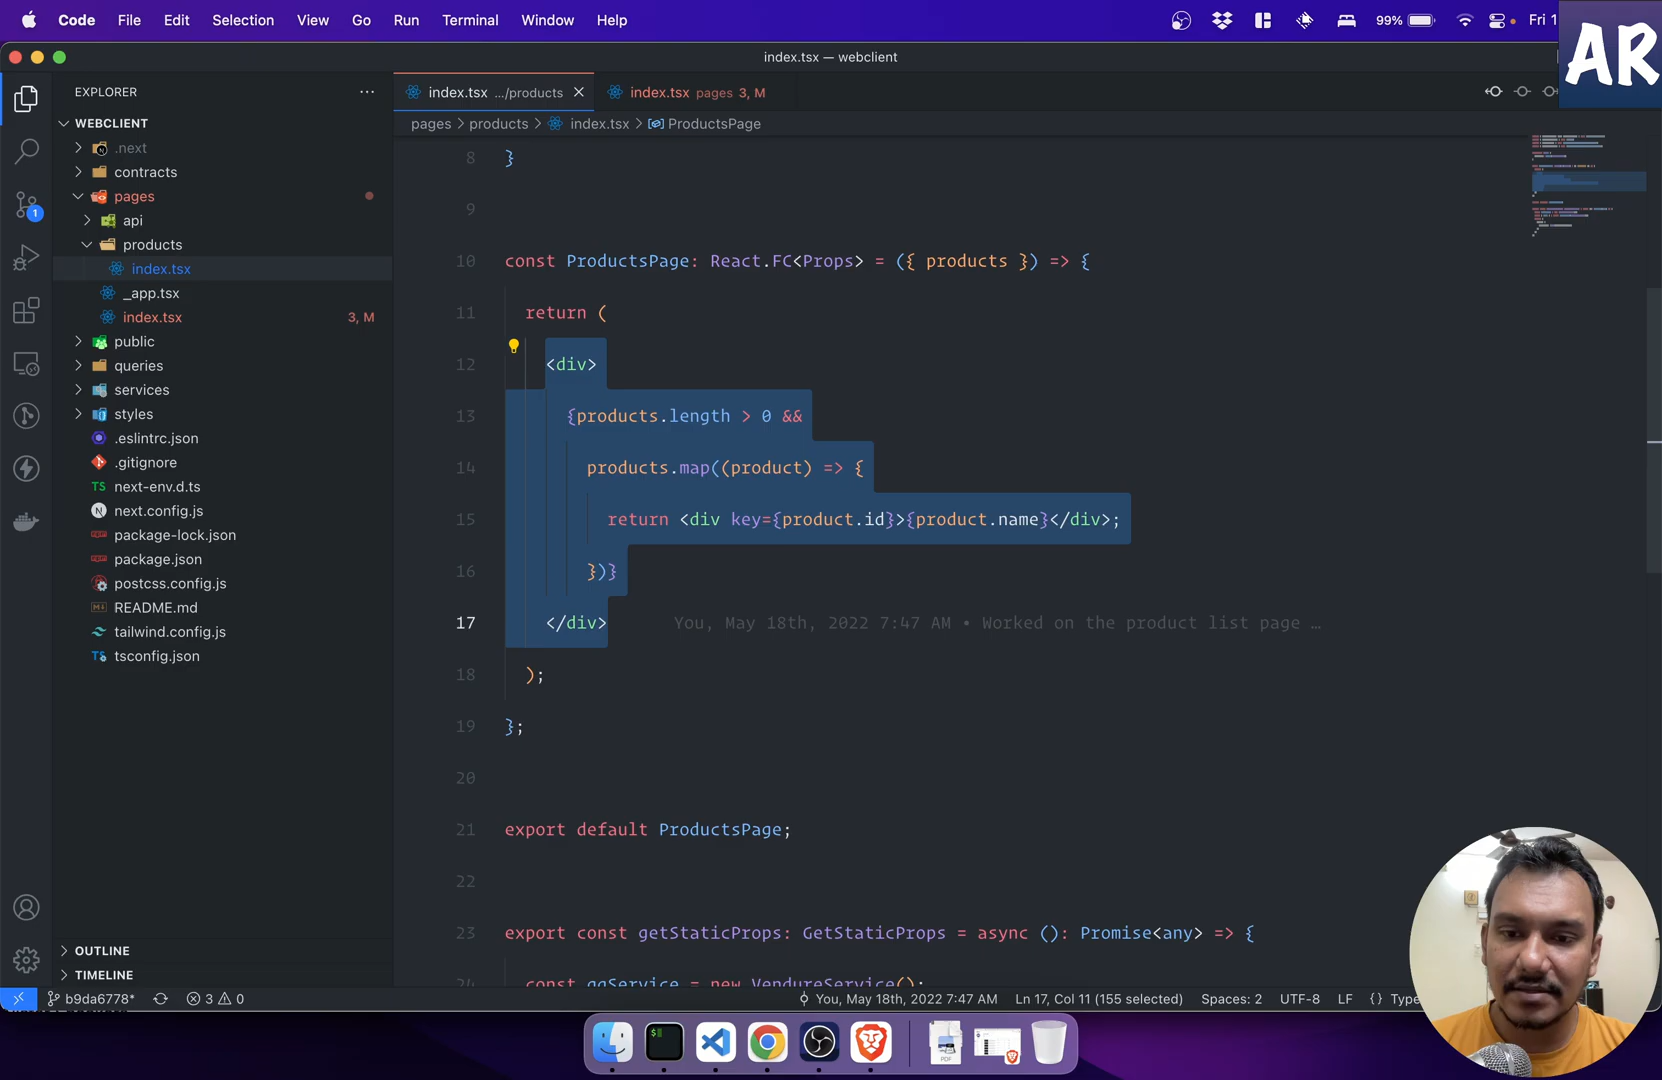 Code File Edit Selection View Go Run Terminal Window Help 99% Fri 1
AR
index.tsx — webclient
EXPLORER
index.tsx .../products
index.tsx pages 3, M
pages > products > index.tsx > ProductsPage
WEBCLIENT
.next
contracts
pages
api
products
index.tsx
_app.tsx
index.tsx 3, M
public
queries
services
styles
.eslintrc.json
.gitignore
TS next-env.d.ts
N next.config.js
package-lock.json
package.json
postcss.config.js
README.md
tailwind.config.js
TS tsconfig.json
OUTLINE
TIMELINE
1
8 }
9
10 const ProductsPage: React.FC<Props> = ({ products }) => {
11 return (
12 <div>
13 {products.length > 0 &&
14 products.map((product) => {
15 return <div key={product.id}>{product.name}</div>;
16 })}
17 </div> You, May 18th, 2022 7:47 AM • Worked on the product list page …
18 );
19 };
20
21 export default ProductsPage;
22
23 export const getStaticProps: GetStaticProps = async (): Promise<any> => {
b9da6778* 3 0 You, May 18th, 2022 7:47 AM Ln 17, Col 11 (155 selected) Spaces: 2 UTF-8 LF {} Type
PDF